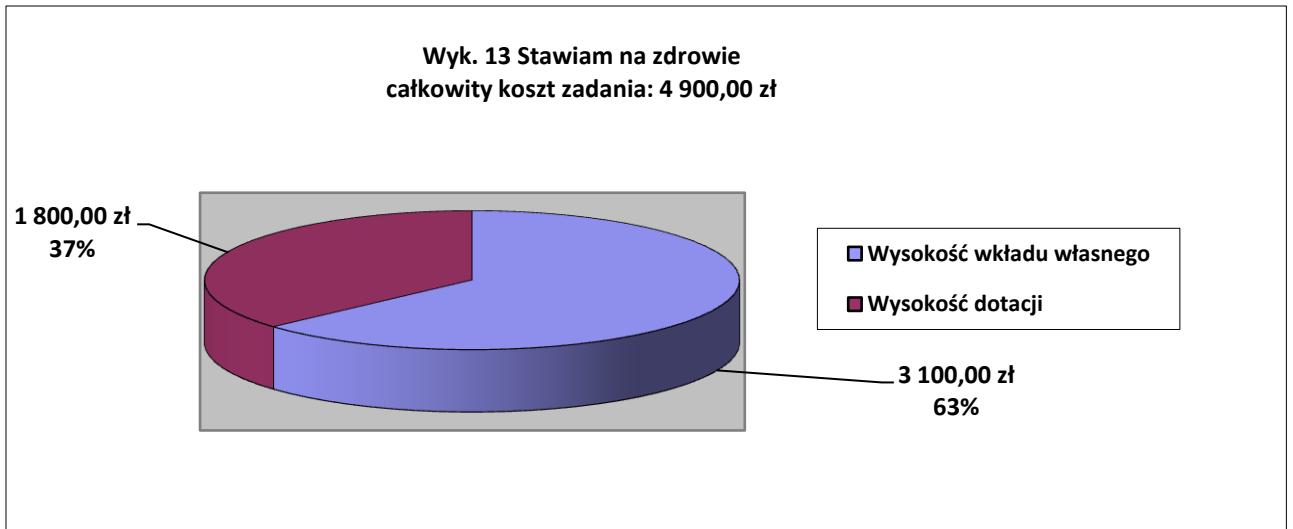 Wyk. 13 Stawiam na zdrowie
całkowity koszt zadania: 4 900,00 zł
1 800,00 zł
37%
Wysokość wkładu własnego
Wysokość dotacji
3 100,00 zł
63%